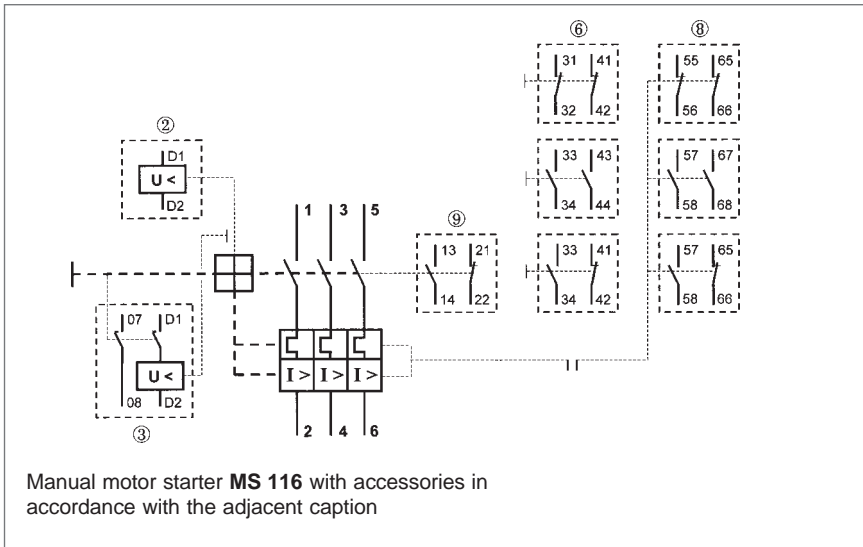 ⑥ ⑧
31 41 55 65
32 42 56 66
②
D1
U <
D2
33 43 57 67
34 44 58 68
1 3 5
⑨
13 21
14 22
33 41 57 65
34 42 58 66
07 D1
U <
08 D2
③
I > I > I >
2 4 6
Manual motor starter MS 116 with accessories in
accordance with the adjacent caption